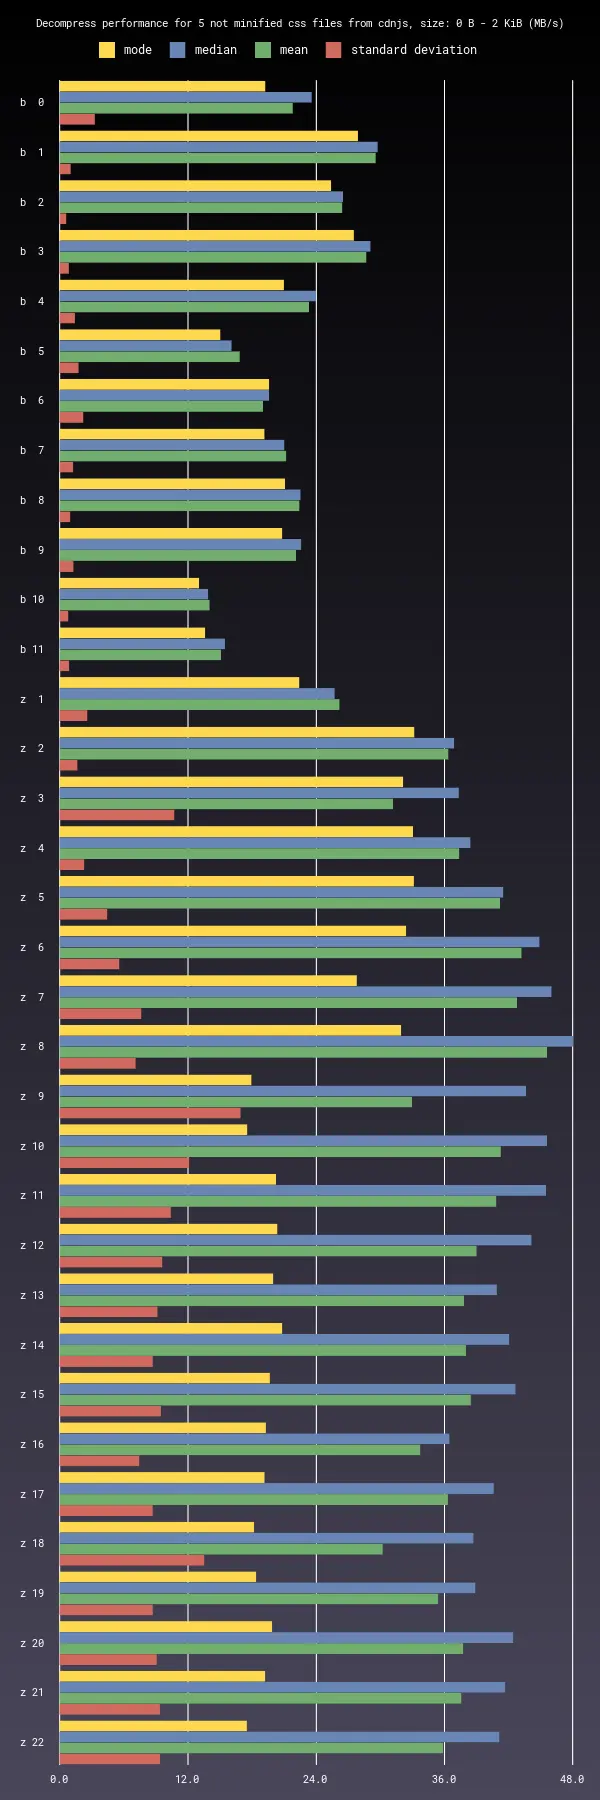 Decompress performance for 5 not minified css files from cdnjs, size: 0 B - 2 KiB (MB/s)
mode median mean standard deviation
b 0
b 1
b 2
b 3
b 4
b 5
b 6
b 7
b 8
b 9
b 10
b 11
z 1
z 2
z 3
z 4
z 5
z 6
z 7
z 8
z 9
z 10
z 11
z 12
z 13
z 14
z 15
z 16
z 17
z 18
z 19
z 20
z 21
z 22
0.0 12.0 24.0 36.0 48.0